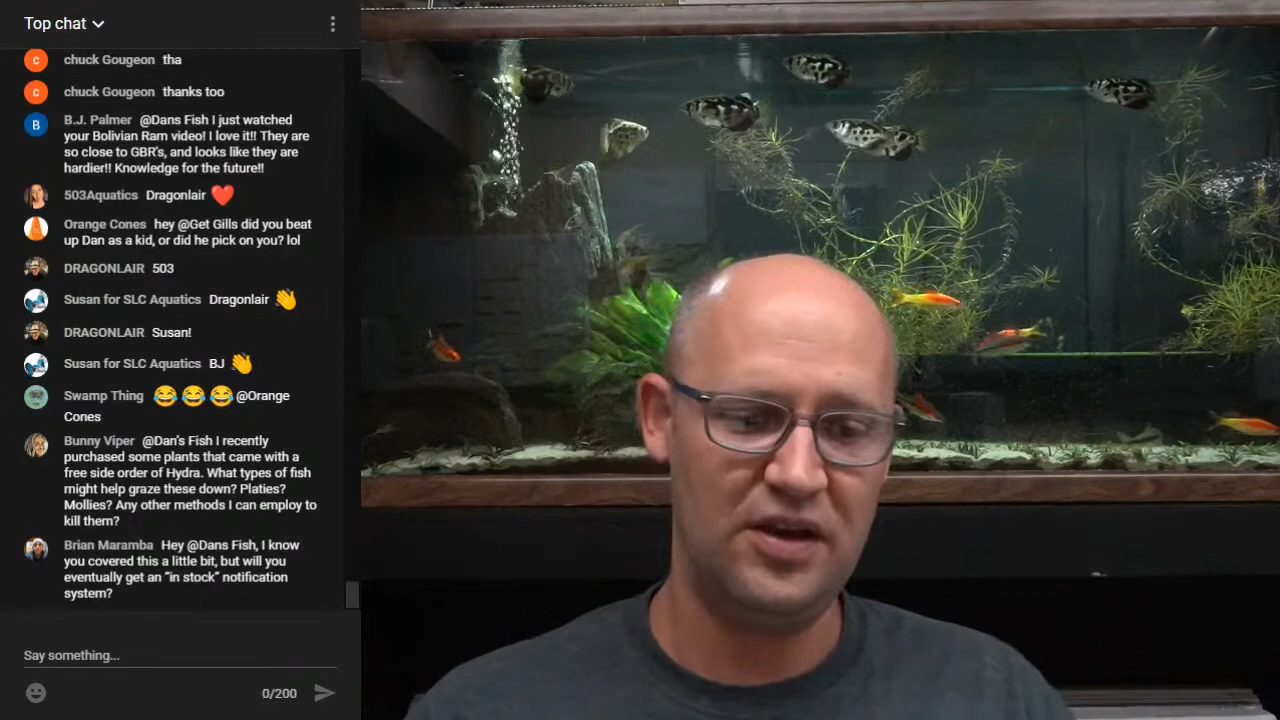 Top chat
chuck Gougeon tha
chuck Gougeon thanks too
B.J. Palmer @Dans Fish I just watched
your Bolivian Ram video! I love it!! They are
so close to GBR's, and looks like they are
hardier!! Knowledge for the future!!
503Aquatics Dragonlair ❤️
Orange Cones hey @Get Gills did you beat
up Dan as a kid, or did he pick on you? lol
DRAGONLAIR 503
Susan for SLC Aquatics Dragonlair 👋
DRAGONLAIR Susan!
Susan for SLC Aquatics BJ 👋
Swamp Thing 😂😂😂@Orange
Cones
Bunny Viper @Dan's Fish I recently
purchased some plants that came with a
free side order of Hydra. What types of fish
might help graze these down? Platies?
Mollies? Any other methods I can employ to
kill them?
Brian Maramba Hey @Dans Fish, I know
you covered this a little bit, but will you
eventually get an “in stock” notification
system?
Say something...
0/200